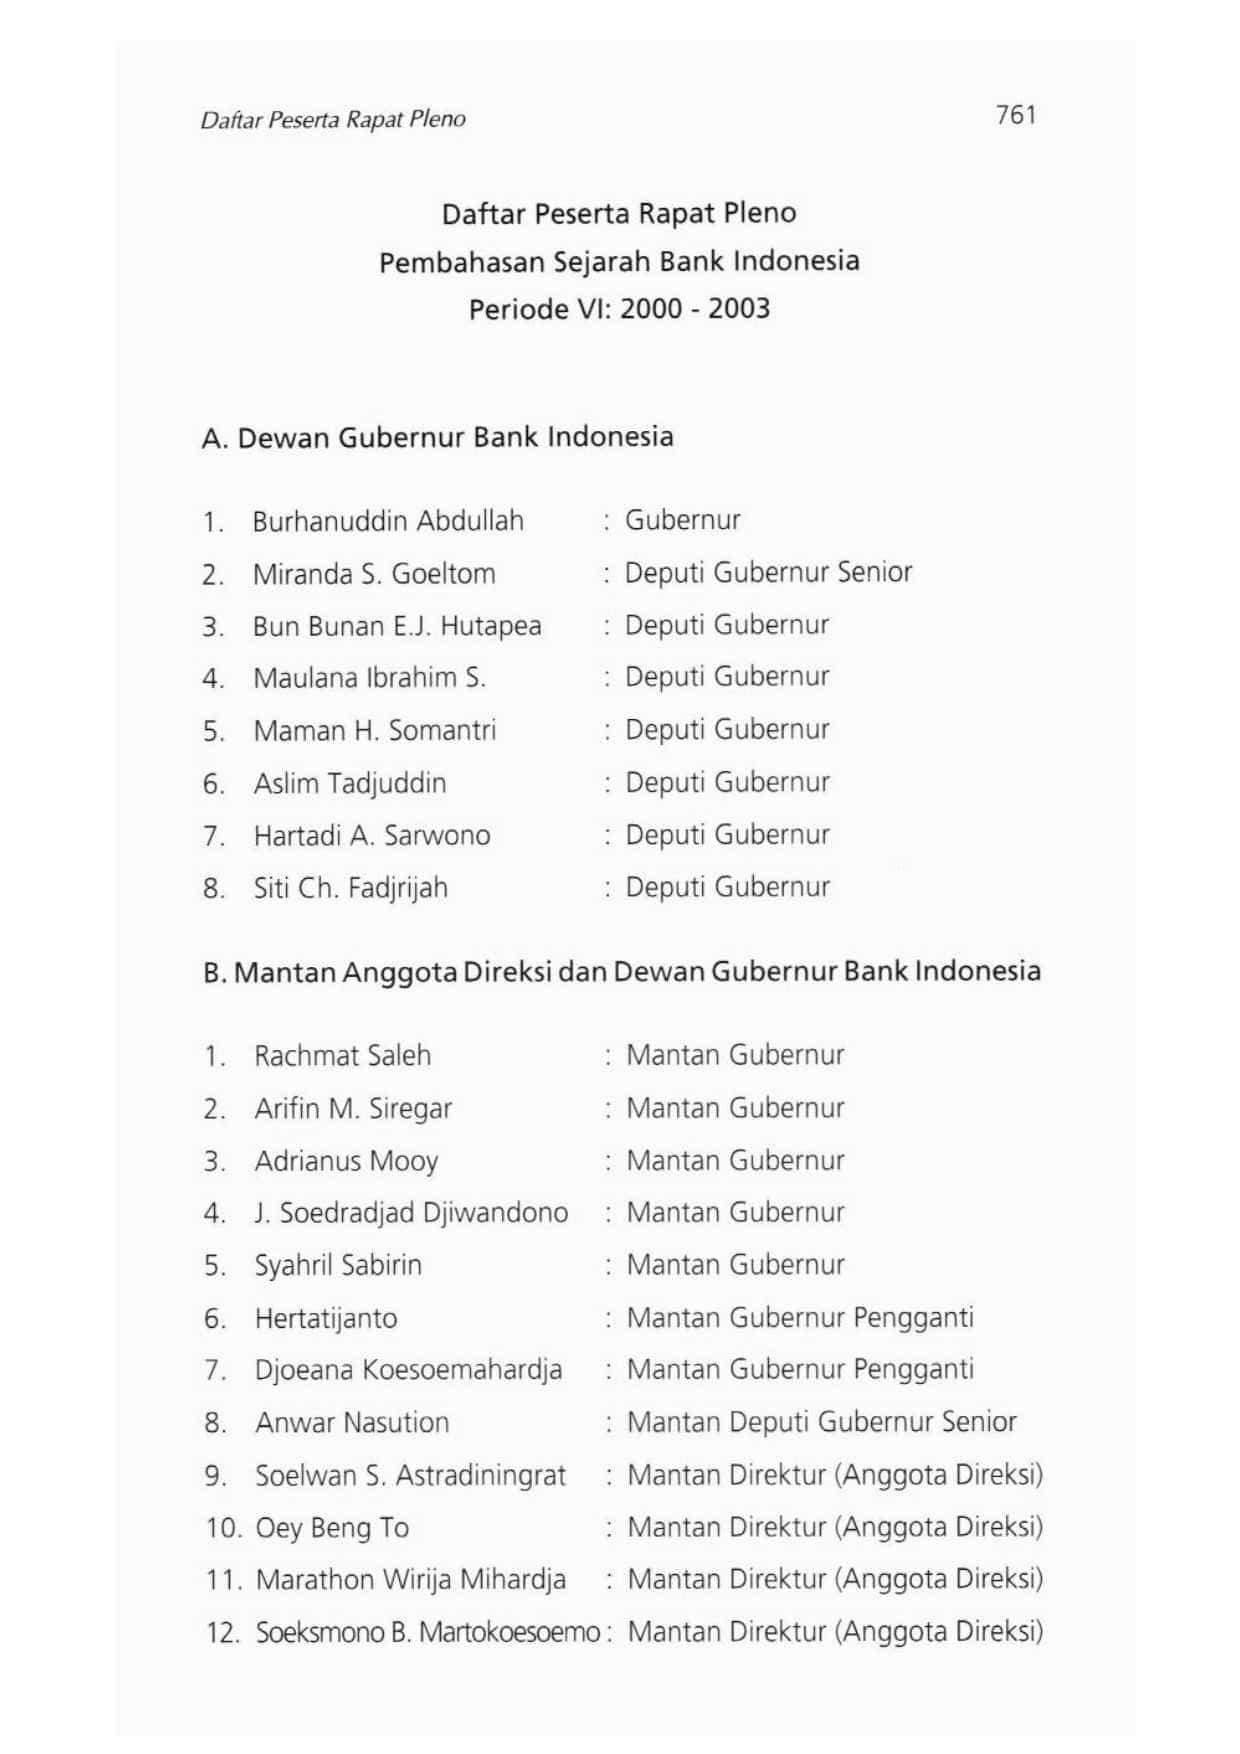 Daftar Peserta Rapat Pleno 761
Daftar Peserta Rapat Pleno
Pembahasan Sejarah Bank Indonesia
Periode VI: 2000 - 2003
A. Dewan Gubernur Bank Indonesia
1. Burhanuddin Abdullah : Gubernur
2. Miranda S. Goeltom : Deputi Gubernur Senior
3. Bun Bunan E.J. Hutapea : Deputi Gubernur
4. Maulana Ibrahim S. : Deputi Gubernur
5. Maman H. Somantri : Deputi Gubernur
6. Aslim Tadjuddin : Deputi Gubernur
7. Hartadi A. Sarwono : Deputi Gubernur
8. Siti Ch. Fadjrijah : Deputi Gubernur
B. Mantan Anggota Direksi dan Dewan Gubernur Bank Indonesia
1. Rachmat Saleh : Mantan Gubernur
2. Arifin M. Siregar : Mantan Gubernur
3. Adrianus Mooy : Mantan Gubernur
4. J. Soedradjad Djiwandono : Mantan Gubernur
5. Syahril Sabirin : Mantan Gubernur
6. Hertatijanto : Mantan Gubernur Pengganti
7. Djoeana Koesoemahardja : Mantan Gubernur Pengganti
8. Anwar Nasution : Mantan Deputi Gubernur Senior
9. Soelwan S. Astradiningrat : Mantan Direktur (Anggota Direksi)
10. Oey Beng To : Mantan Direktur (Anggota Direksi)
11. Marathon Wirija Mihardja : Mantan Direktur (Anggota Direksi)
12. Soeksmono B. Martokoesoemo : Mantan Direktur (Anggota Direksi)